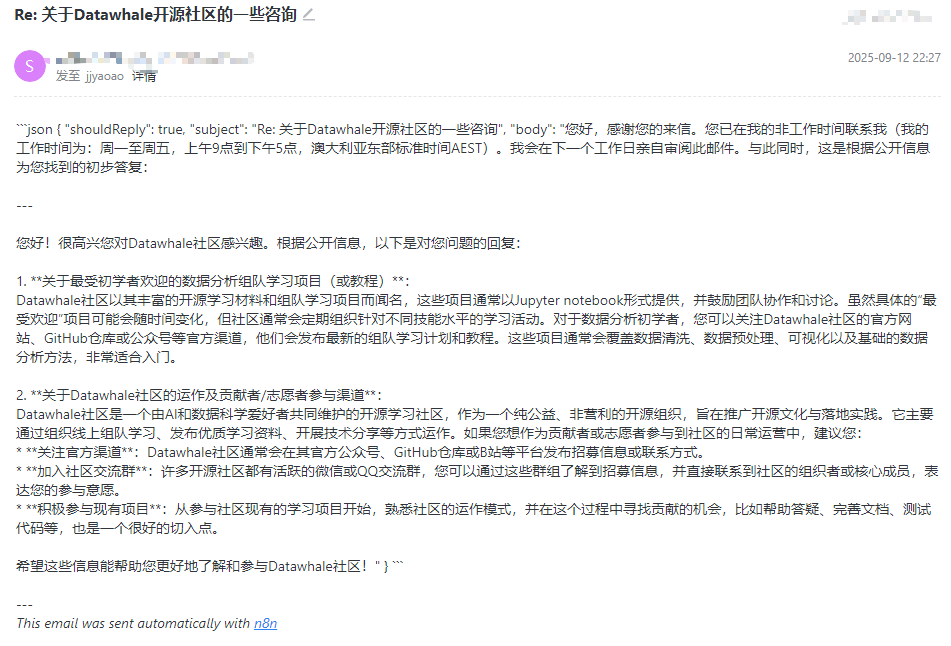 Re: 关于Datawhale开源社区的一些咨询
S
2025-09-12 22:27
发至 jjyaoao 详情
```json { "shouldReply": true, "subject": "Re: 关于Datawhale开源社区的一些咨询", "body": "您好，感谢您的来信。您已在我的非工作时间联系我（我的
工作时间为：周一至周五，上午9点到下午5点，澳大利亚东部标准时间AEST）。我会在下一个工作日亲自审阅此邮件。与此同时，这是根据公开信息
为您找到的初步答复：
---
您好！很高兴您对Datawhale社区感兴趣。根据公开信息，以下是对您问题的回复：
1. **关于最受初学者欢迎的数据分析组队学习项目（或教程）**：
Datawhale社区以其丰富的开源学习材料和组队学习项目而闻名，这些项目通常以Jupyter notebook形式提供，并鼓励团队协作和讨论。虽然具体的“最
受欢迎”项目可能会随时间变化，但社区通常会定期组织针对不同技能水平的学习活动。对于数据分析初学者，您可以关注Datawhale社区的官方网
站、GitHub仓库或公众号等官方渠道，他们会发布最新的组队学习计划和教程。这些项目通常会覆盖数据清洗、数据预处理、可视化以及基础的数据
分析方法，非常适合入门。
2. **关于Datawhale社区的运作及贡献者/志愿者参与渠道**：
Datawhale社区是一个由AI和数据科学爱好者共同维护的开源学习社区，作为一个纯公益、非营利的开源组织，旨在推广开源文化与落地实践。它主要
通过组织线上组队学习、发布优质学习资料、开展技术分享等方式运作。如果您想作为贡献者或志愿者参与到社区的日常运营中，建议您：
* **关注官方渠道**：Datawhale社区通常会在其官方公众号、GitHub仓库或B站等平台发布招募信息或联系方式。
* **加入社区交流群**：许多开源社区都有活跃的微信或QQ交流群，您可以通过这些群组了解到招募信息，并直接联系到社区的组织者或核心成员，表
达您的参与意愿。
* **积极参与现有项目**：从参与社区现有的学习项目开始，熟悉社区的运作模式，并在这个过程中寻找贡献的机会，比如帮助答疑、完善文档、测试
代码等，也是一个很好的切入点。
希望这些信息能帮助您更好地了解和参与Datawhale社区！" } ```
---
This email was sent automatically with n8n